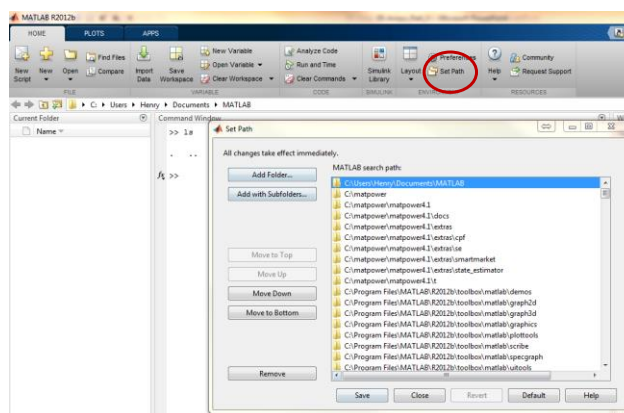 MATLAB R2012b
HOME PLOTS APPS
New Script
New
Open
Find Files
Compare
Import Data
Save Workspace
New Variable
Open Variable
Clear Workspace
Analyze Code
Run and Time
Clear Commands
Simulink Library
Layout
Preferences
Set Path
Help
Community
Request Support
FILE VARIABLE CODE SIMULINK ENVIRONMENT RESOURCES
C: Users Henry Documents MATLAB
Current Folder
Name
Command Window
>> ls
. ..
fx >>
Set Path
All changes take effect immediately.
MATLAB search path:
Add Folder...
Add with Subfolders...
Move to Top
Move Up
Move Down
Move to Bottom
Remove
C:\Users\Henry\Documents\MATLAB
C:\matpower
C:\matpower\matpower4.1
C:\matpower\matpower4.1\docs
C:\matpower\matpower4.1\extras
C:\matpower\matpower4.1\extras\cpf
C:\matpower\matpower4.1\extras\se
C:\matpower\matpower4.1\extras\smartmarket
C:\matpower\matpower4.1\extras\state_estimator
C:\matpower\matpower4.1\t
C:\Program Files\MATLAB\R2012b\toolbox\matlab\demos
C:\Program Files\MATLAB\R2012b\toolbox\matlab\graph2d
C:\Program Files\MATLAB\R2012b\toolbox\matlab\graph3d
C:\Program Files\MATLAB\R2012b\toolbox\matlab\graphics
C:\Program Files\MATLAB\R2012b\toolbox\matlab\plottools
C:\Program Files\MATLAB\R2012b\toolbox\matlab\scribe
C:\Program Files\MATLAB\R2012b\toolbox\matlab\specgraph
C:\Program Files\MATLAB\R2012b\toolbox\matlab\uitools
Save Close Revert Default Help